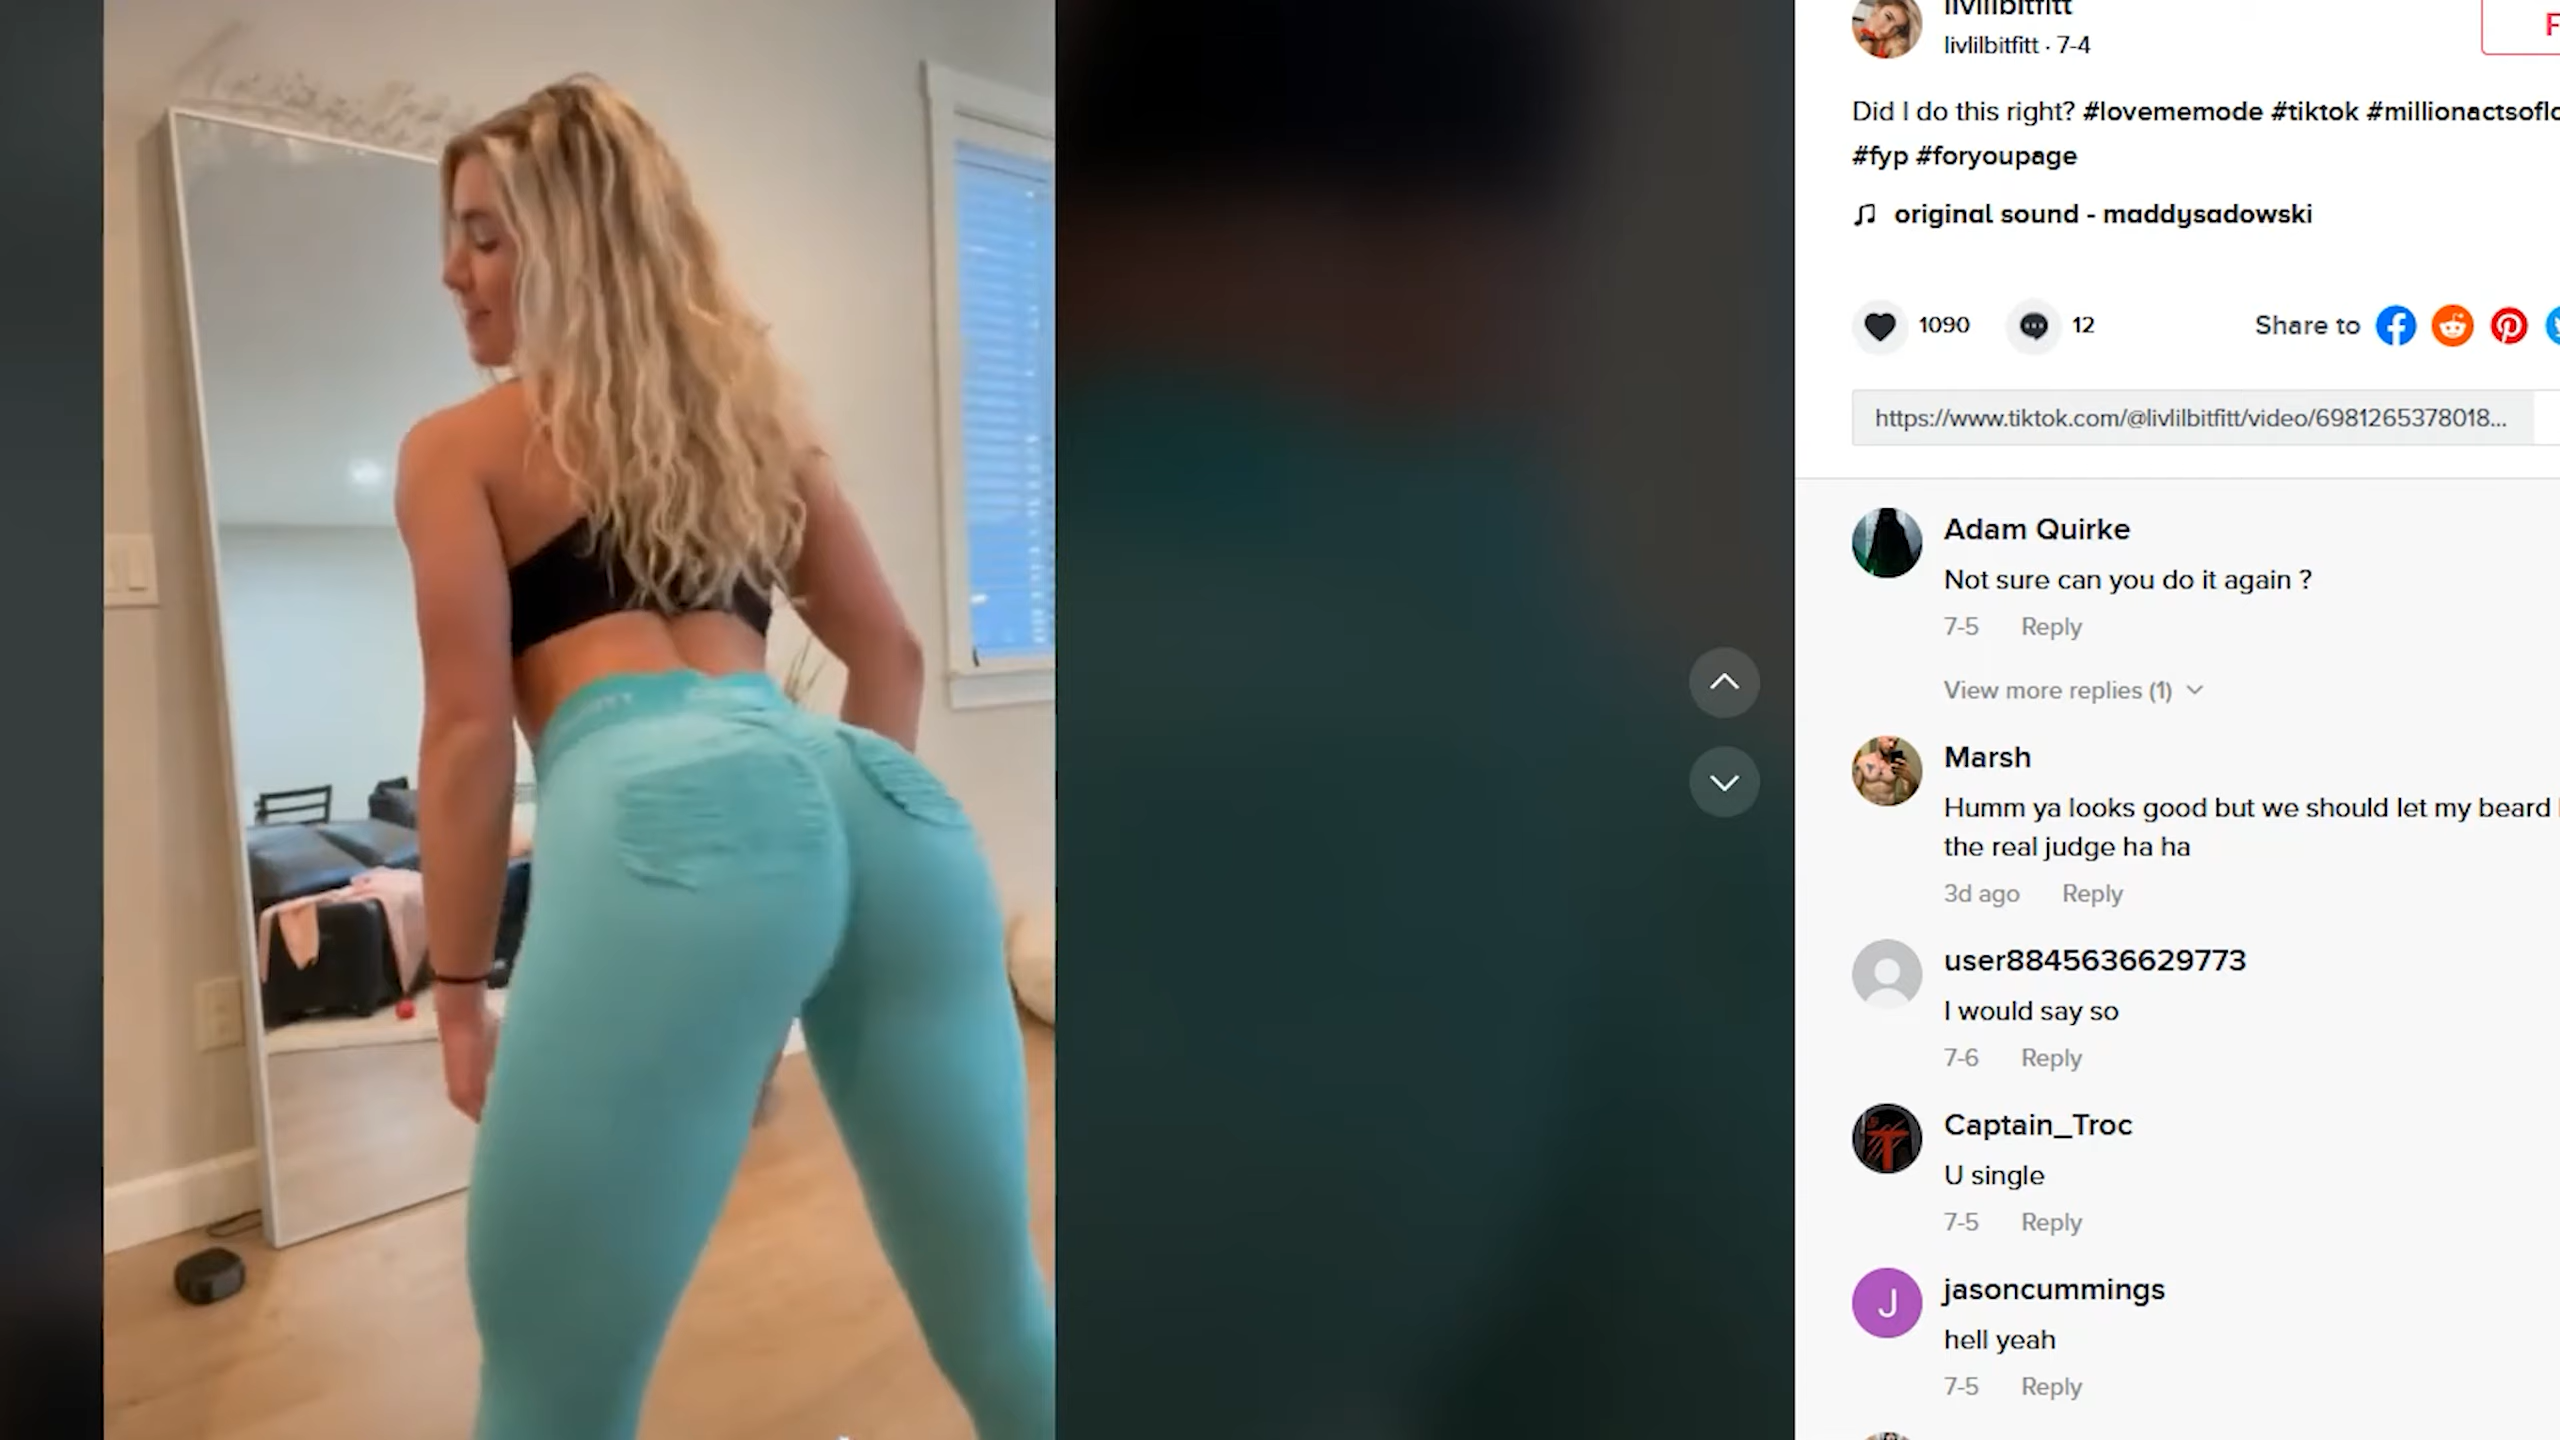 livlilbitfitt
livlilbitfitt · 7-4
Did I do this right? #lovememode #tiktok #millionactsoflo
#fyp #foryoupage
original sound - maddysadowski
1090
12
Share to
https://www.tiktok.com/@livlilbitfitt/video/6981265378018...
Adam Quirke
Not sure can you do it again ?
7-5 Reply
View more replies (1)
Marsh
Humm ya looks good but we should let my beard
the real judge ha ha
3d ago Reply
user8845636629773
I would say so
7-6 Reply
Captain_Troc
U single
7-5 Reply
J
jasoncummings
hell yeah
7-5 Reply